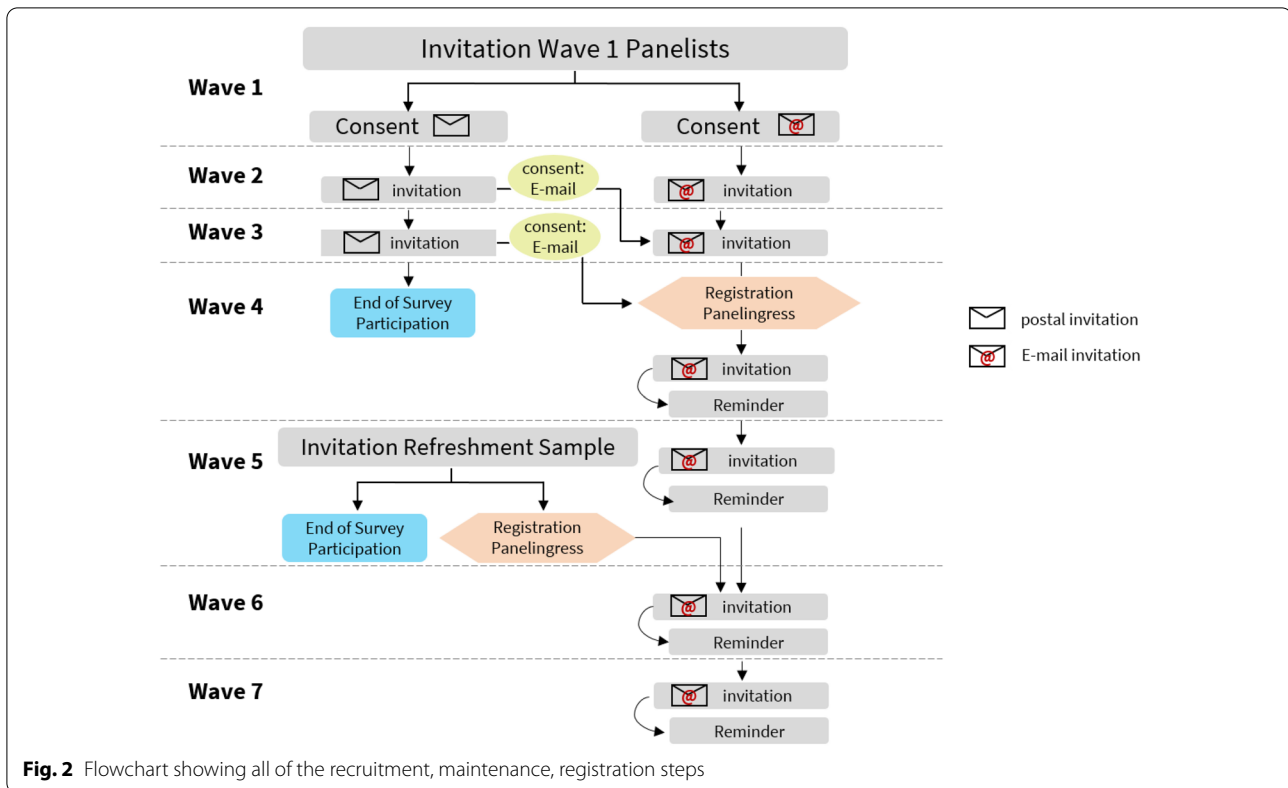 Invitation Wave 1 Panelists
Wave 1
Consent
Consent @
Wave 2
invitation
consent:
E-mail
@ invitation
Wave 3
invitation
consent:
E-mail
@ invitation
Wave 4
End of Survey
Participation
Registration
Panelingress
@ invitation
Reminder
postal invitation
@ E-mail invitation
Wave 5
Invitation Refreshment Sample
@ invitation
Reminder
End of Survey
Participation
Registration
Panelingress
Wave 6
@ invitation
Reminder
Wave 7
@ invitation
Reminder
Fig. 2 Flowchart showing all of the recruitment, maintenance, registration steps